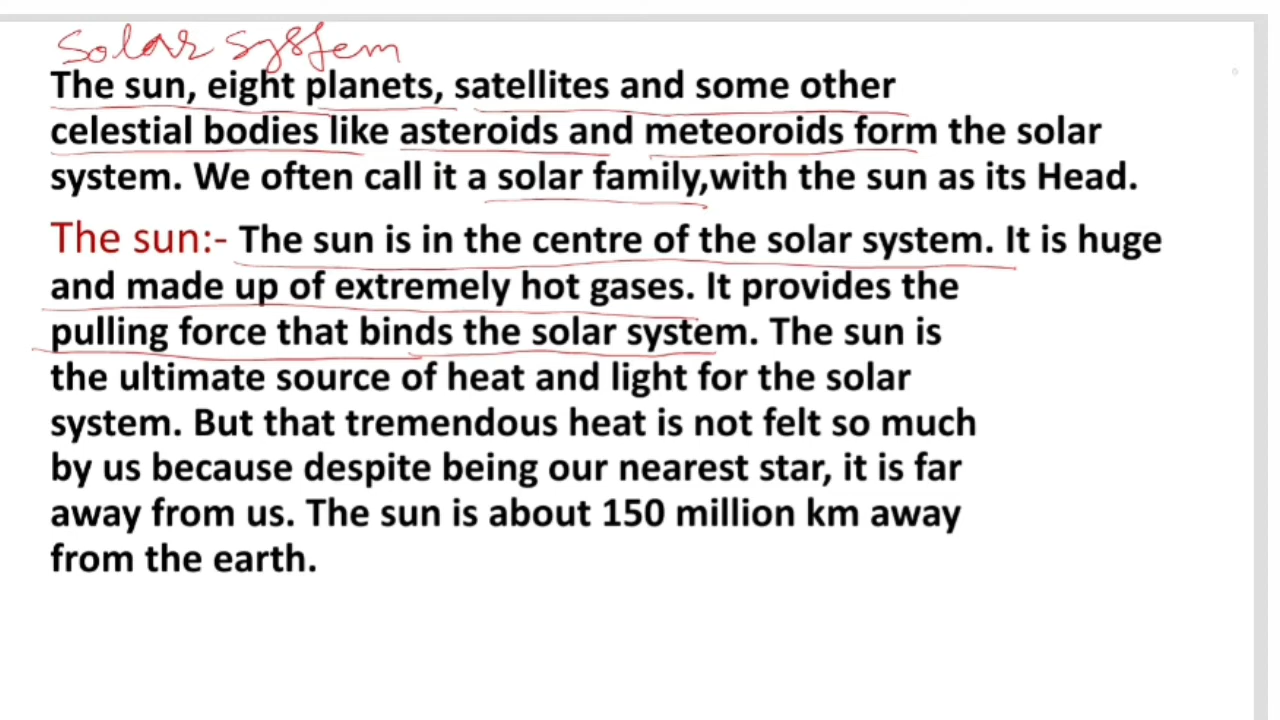 Solar system
The sun, eight planets, satellites and some other
celestial bodies like asteroids and meteoroids form the solar
system. We often call it a solar family,with the sun as its Head.
The sun:- The sun is in the centre of the solar system. It is huge
and made up of extremely hot gases. It provides the
pulling force that binds the solar system. The sun is
the ultimate source of heat and light for the solar
system. But that tremendous heat is not felt so much
by us because despite being our nearest star, it is far
away from us. The sun is about 150 million km away
from the earth.